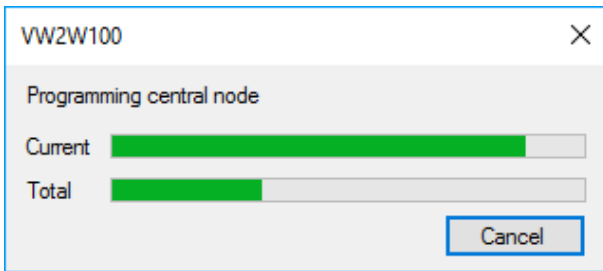 VW2W100
Programming central node
Current
Total
Cancel